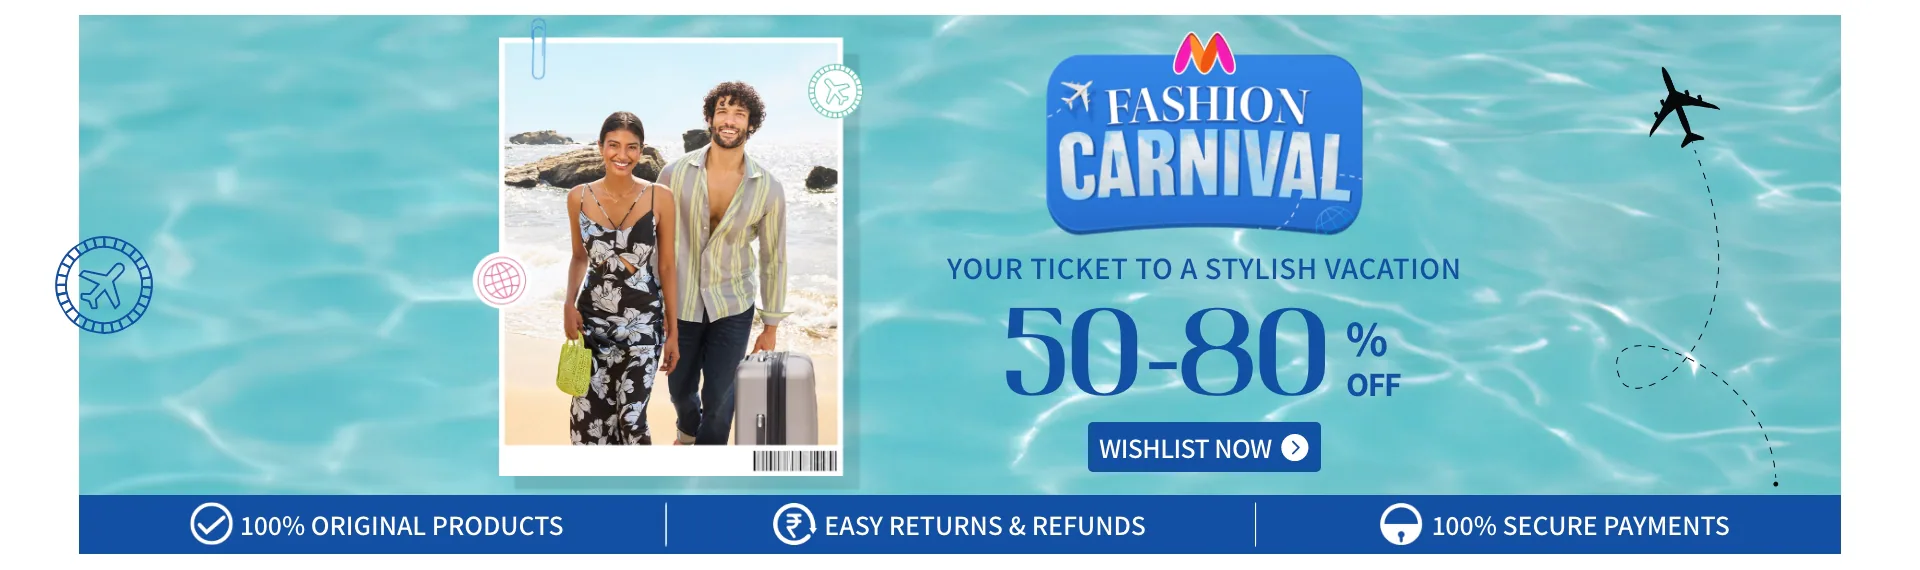 FASHION
CARNIVAL
YOUR TICKET TO A STYLISH VACATION
50-80 % OFF
WISHLIST NOW
100% ORIGINAL PRODUCTS
EASY RETURNS & REFUNDS
100% SECURE PAYMENTS